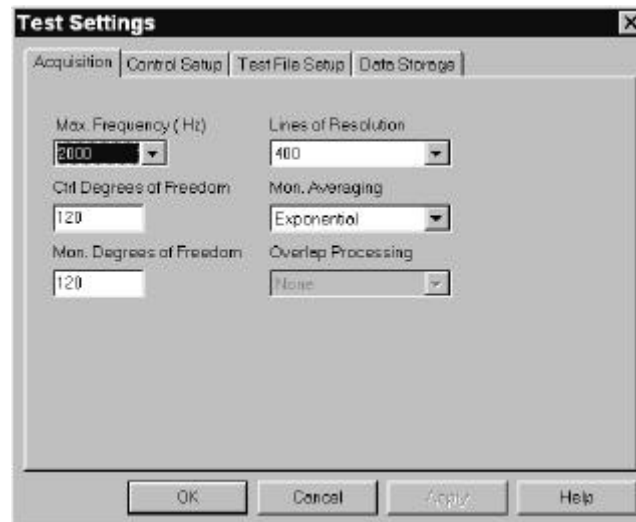 Test Settings
Acquisition Control Setup Test File Setup Data Storage
Max. Frequency (Hz) Lines of Resolution
2000 400
Ctrl Degrees of Freedom Mon. Averaging
120 Exponential
Mon. Degrees of Freedom Overlap Processing
120 None
OK Cancel Apply Help